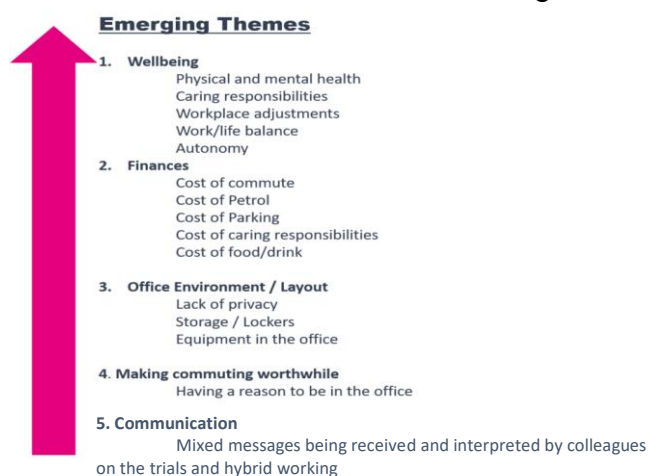 Emerging Themes
1. Wellbeing
Physical and mental health
Caring responsibilities
Workplace adjustments
Work/life balance
Autonomy
2. Finances
Cost of commute
Cost of Petrol
Cost of Parking
Cost of caring responsibilities
Cost of food/drink
3. Office Environment / Layout
Lack of privacy
Storage / Lockers
Equipment in the office
4. Making commuting worthwhile
Having a reason to be in the office
5. Communication
Mixed messages being received and interpreted by colleagues
on the trials and hybrid working